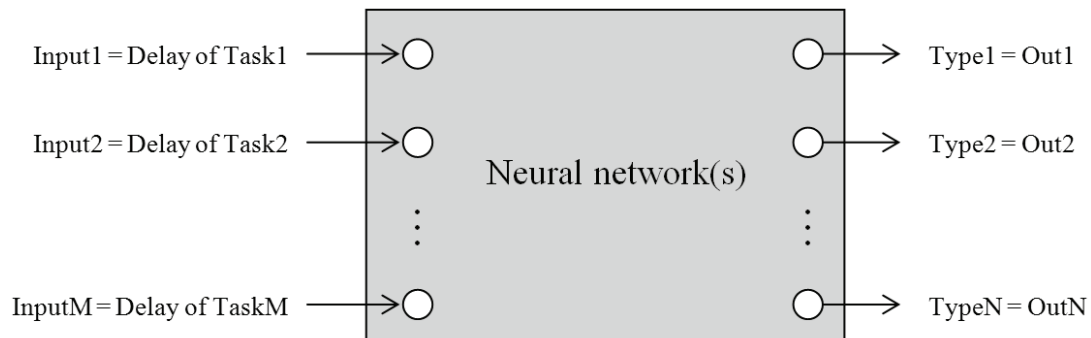 Input1 = Delay of Task1
Type1 = Out1
Input2 = Delay of Task2
Type2 = Out2
Neural network(s)
InputM = Delay of TaskM
TypeN = OutN